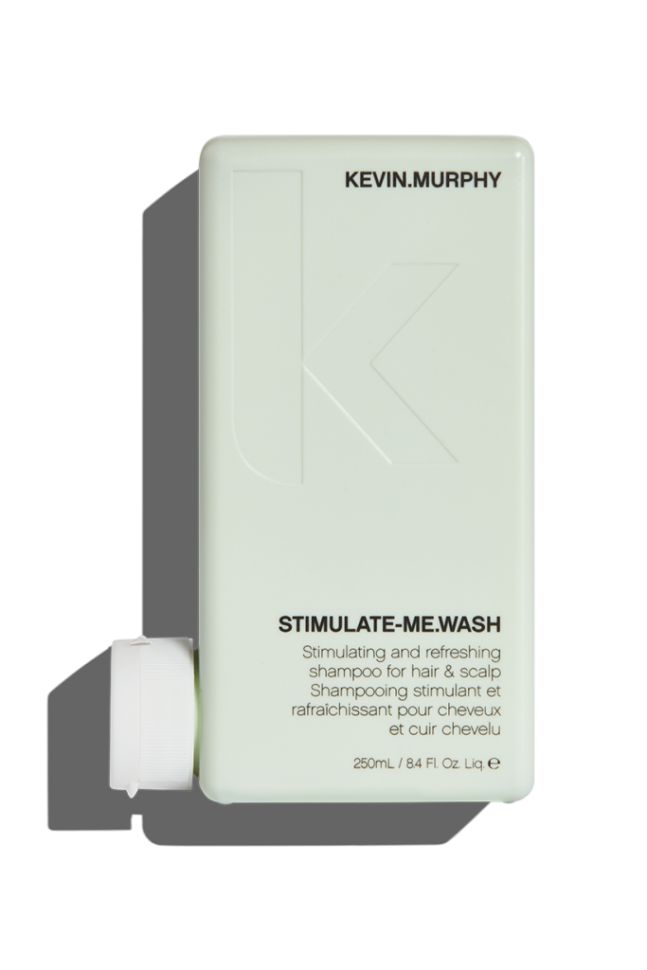 KEVIN.MURPHY
STIMULATE-ME.WASH
Stimulating and refreshing
shampoo for hair & scalp
Shampooing stimulant et
rafraîchissant pour cheveux
et cuir chevelu
250mL / 8.4 Fl. Oz. Liq. ℮